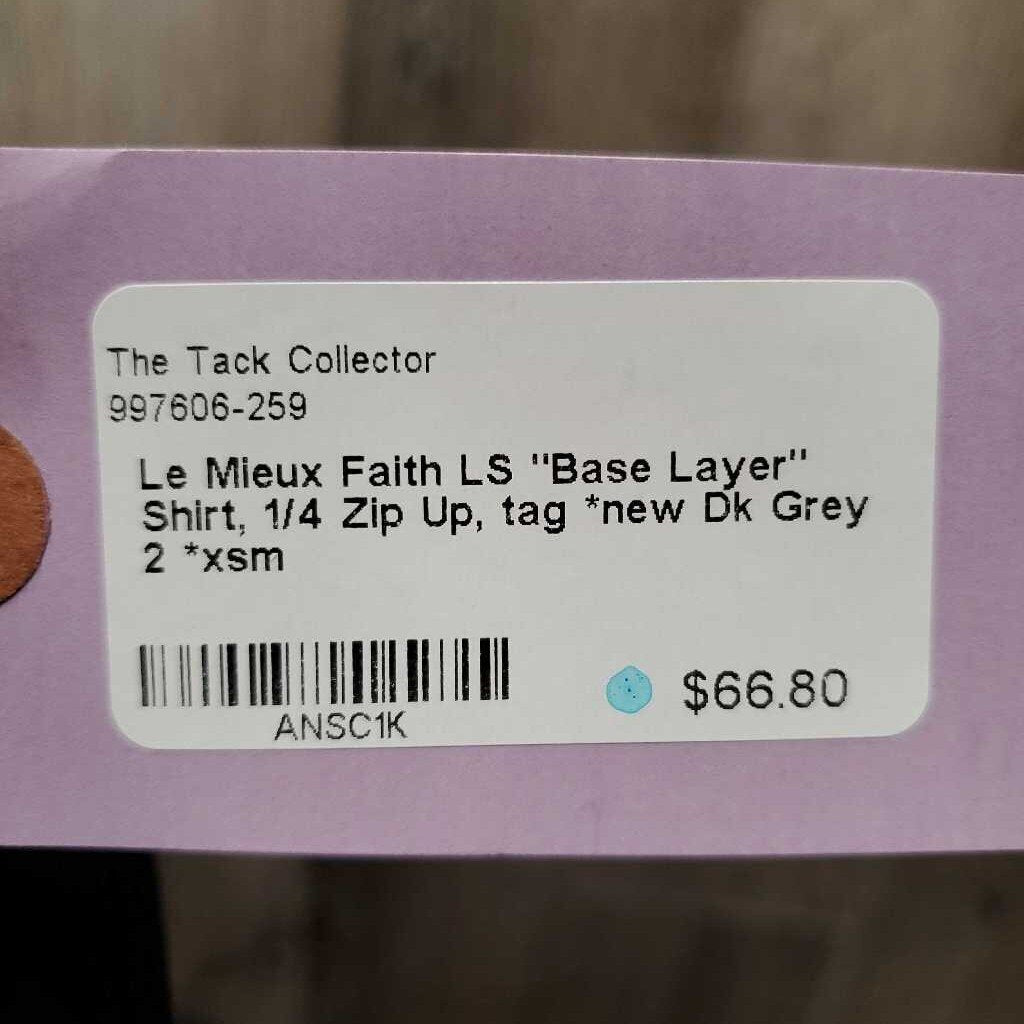 The Tack Collector
997606-259
Le Mieux Faith LS "Base Layer"
Shirt, 1/4 Zip Up, tag *new Dk Grey
2 *xsm
ANSC1K
$66.80